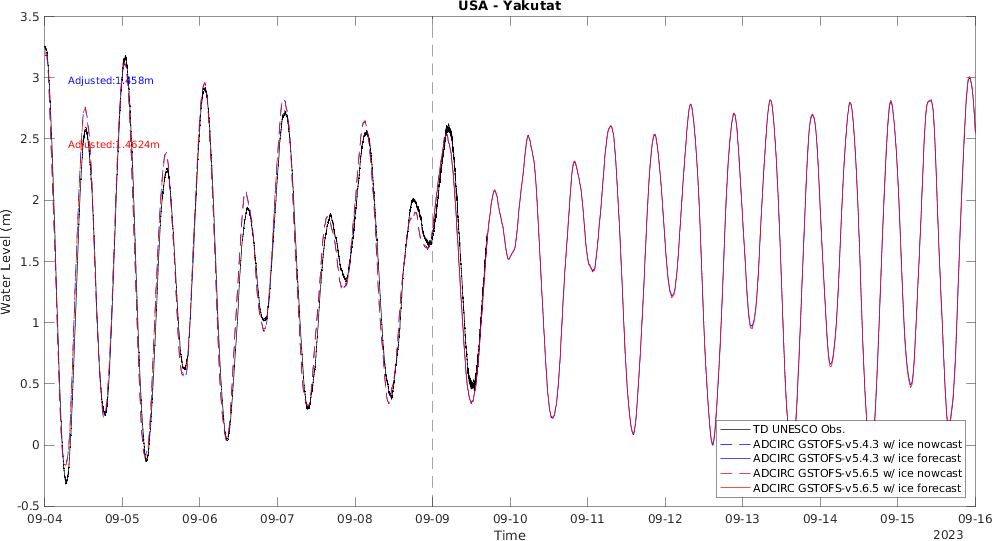 USA - Yakutat
3.5
3
2.5
2
1.5
1
0.5
0
-0.5
Water Level (m)
Adjusted:1.458m
Adjusted:1.4624m
TD UNESCO Obs.
ADCIRC GSTOFS-v5.4.3 w/ ice nowcast
ADCIRC GSTOFS-v5.4.3 w/ ice forecast
ADCIRC GSTOFS-v5.6.5 w/ ice nowcast
ADCIRC GSTOFS-v5.6.5 w/ ice forecast
09-04 09-05 09-06 09-07 09-08 09-09 09-10 09-11 09-12 09-13 09-14 09-15 09-16
Time
2023